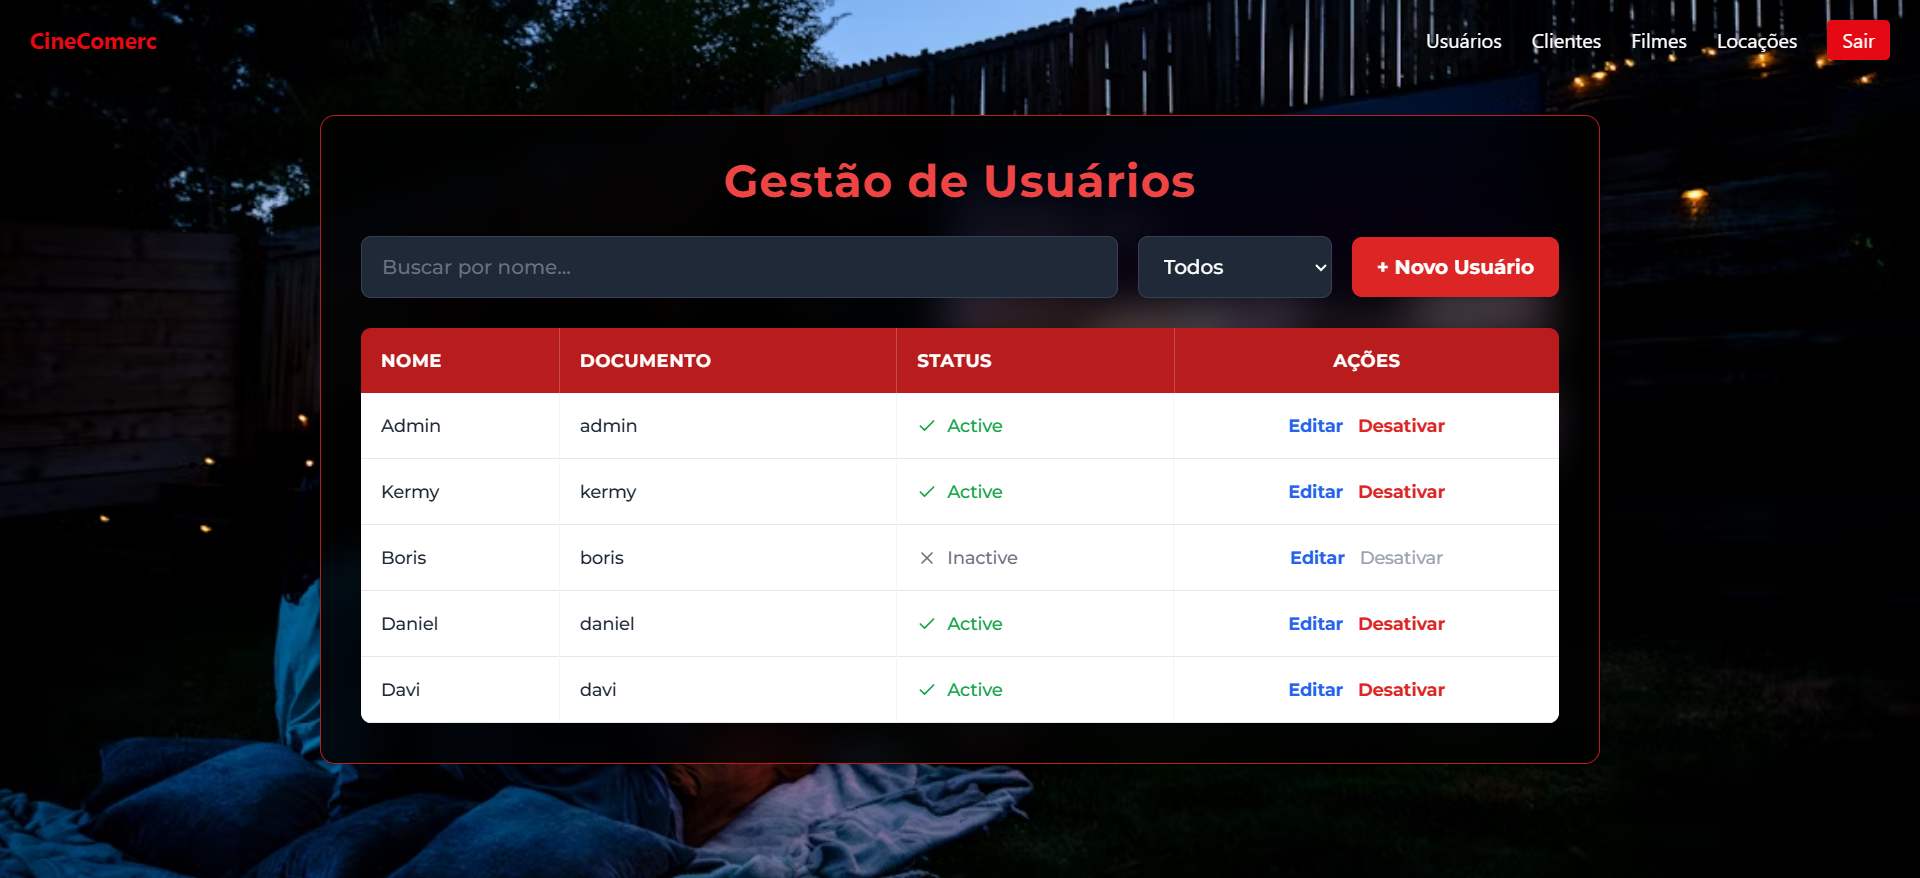 CineComerc
Usuários Clientes Filmes Locações Sair
Gestão de Usuários
Buscar por nome... Todos + Novo Usuário
NOME DOCUMENTO STATUS AÇÕES
Admin admin Active Editar Desativar
Kermy kermy Active Editar Desativar
Boris boris Inactive Editar Desativar
Daniel daniel Active Editar Desativar
Davi davi Active Editar Desativar